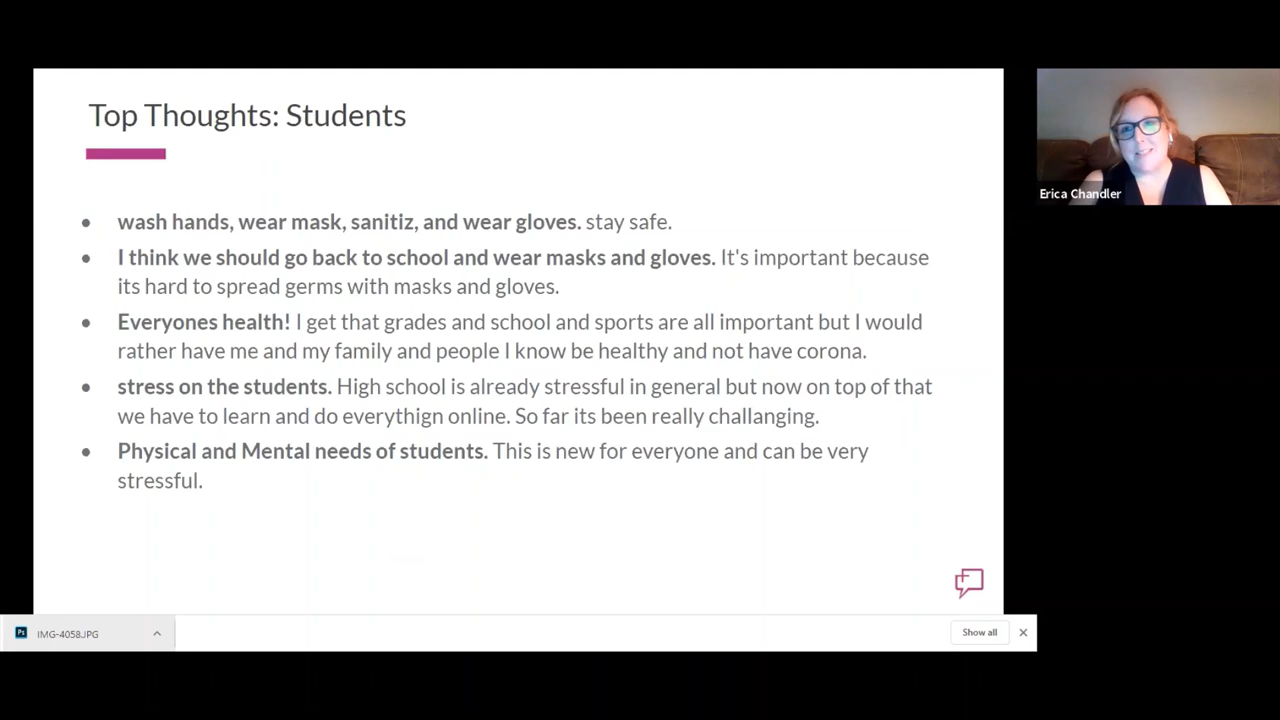 Top Thoughts: Students
wash hands, wear mask, sanitiz, and wear gloves. stay safe.
I think we should go back to school and wear masks and gloves. It's important because
its hard to spread germs with masks and gloves.
Everyones health! I get that grades and school and sports are all important but I would
rather have me and my family and people I know be healthy and not have corona.
stress on the students. High school is already stressful in general but now on top of that
we have to learn and do everythign online. So far its been really challanging.
Physical and Mental needs of students. This is new for everyone and can be very
stressful.
Erica Chandler
Ps
IMG-4058.JPG
Show all